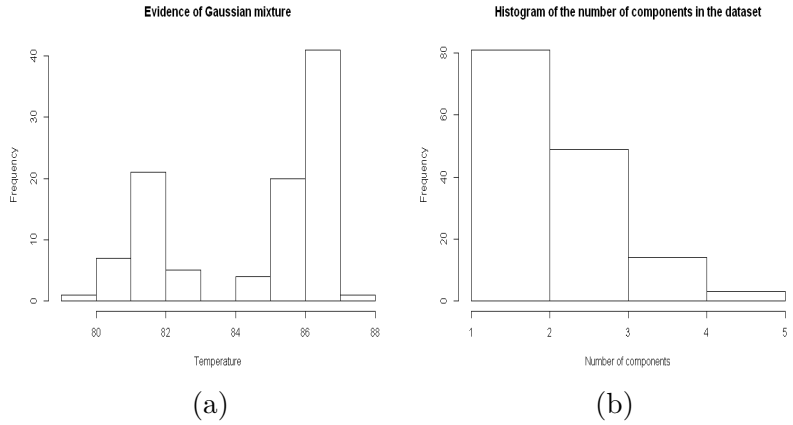 Evidence of Gaussian mixture
Frequency
0
10
20
30
40
80
82
84
86
88
Temperature
(a)
Histogram of the number of components in the dataset
Frequency
0
20
40
60
80
1
2
3
4
5
Number of components
(b)